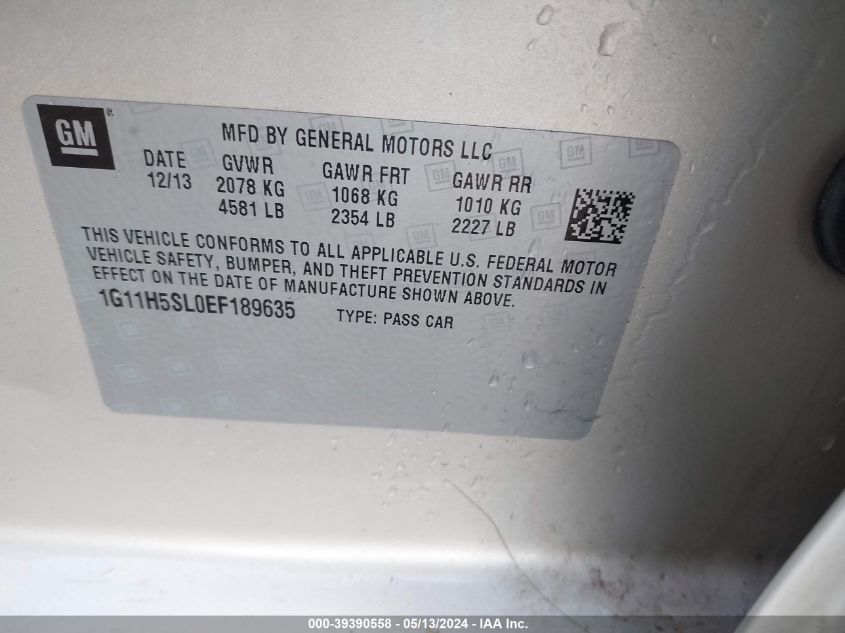 GM ®
MFD BY GENERAL MOTORS LLC
DATE GVWR GAWR FRT GAWR RR
12/13 2078 KG 1068 KG 1010 KG
4581 LB 2354 LB 2227 LB
THIS VEHICLE CONFORMS TO ALL APPLICABLE U.S. FEDERAL MOTOR
VEHICLE SAFETY, BUMPER, AND THEFT PREVENTION STANDARDS IN
EFFECT ON THE DATE OF MANUFACTURE SHOWN ABOVE.
1G11H5SL0EF189635 TYPE: PASS CAR
000-39390558 - 05/13/2024 - IAA Inc.